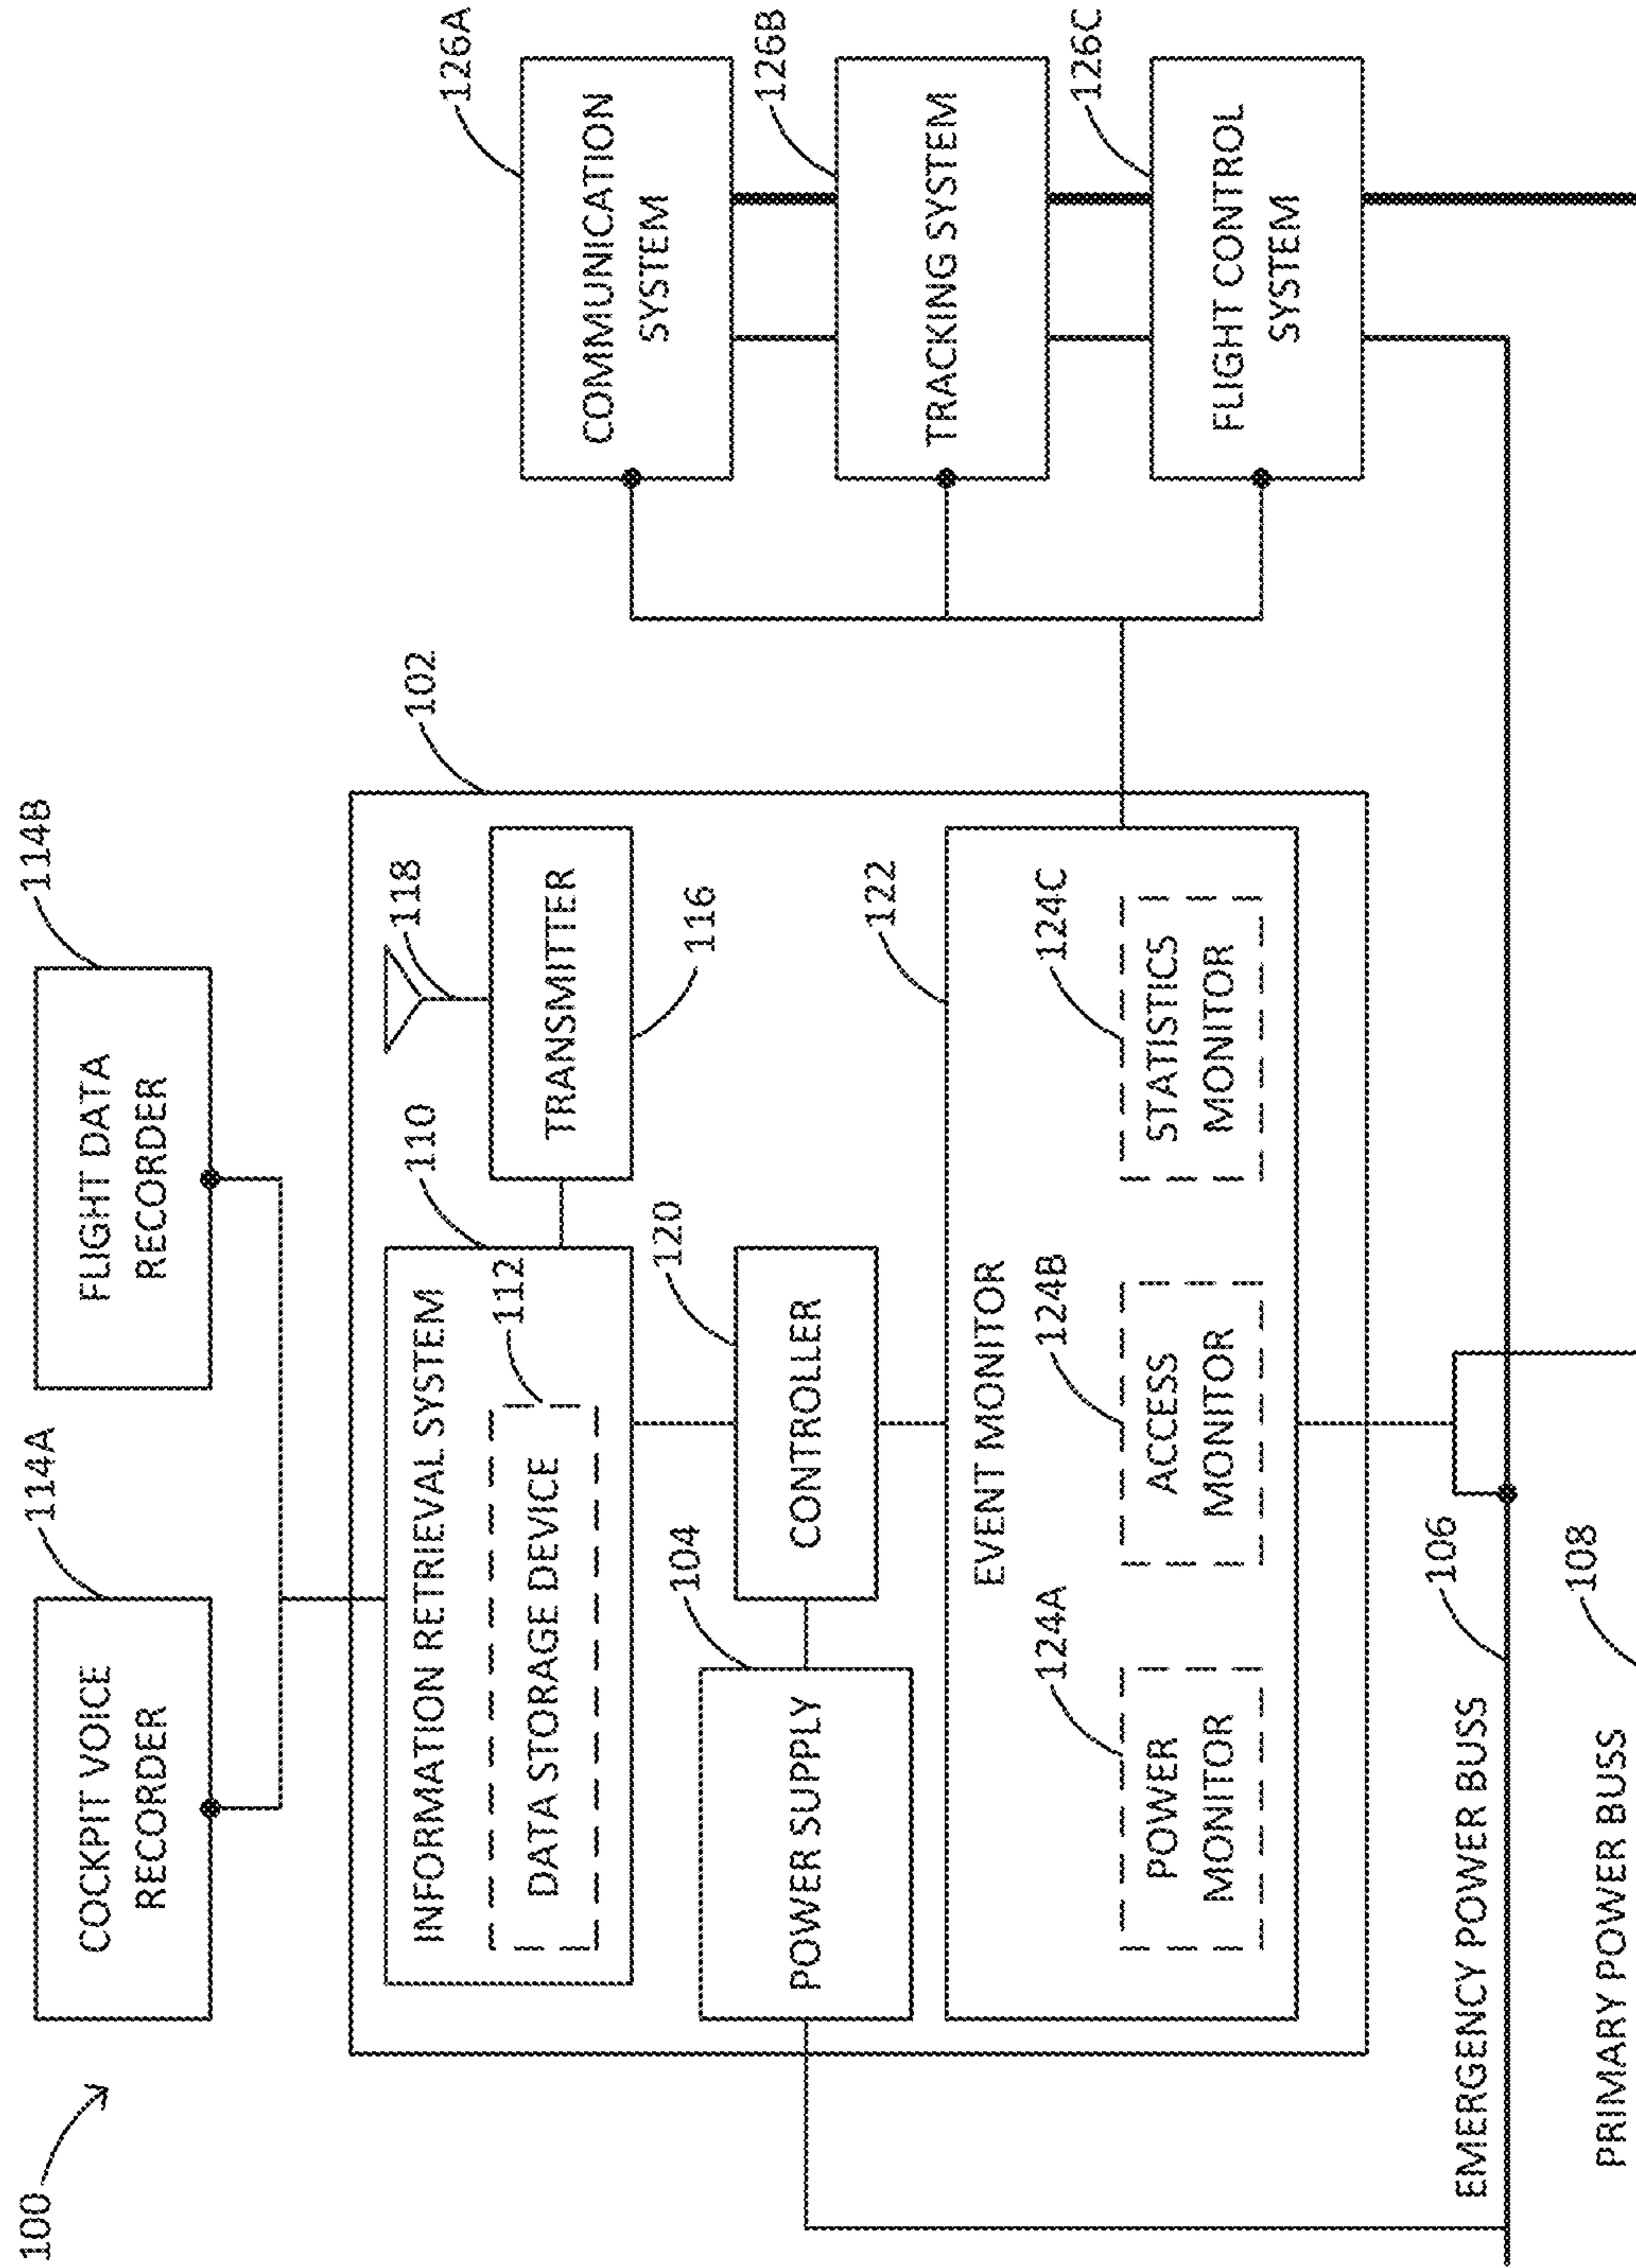 100
COCKPIT VOICE
RECORDER
114A
FLIGHT DATA
RECORDER
114B
102
INFORMATION RETRIEVAL SYSTEM
110
DATA STORAGE DEVICE
112
118
TRANSMITTER
116
POWER SUPPLY
104
CONTROLLER
120
EVENT MONITOR
122
POWER
MONITOR
124A
ACCESS
MONITOR
124B
STATISTICS
MONITOR
124C
COMMUNICATION
SYSTEM
126A
TRACKING SYSTEM
126B
FLIGHT CONTROL
SYSTEM
126C
EMERGENCY POWER BUSS
106
PRIMARY POWER BUSS
108